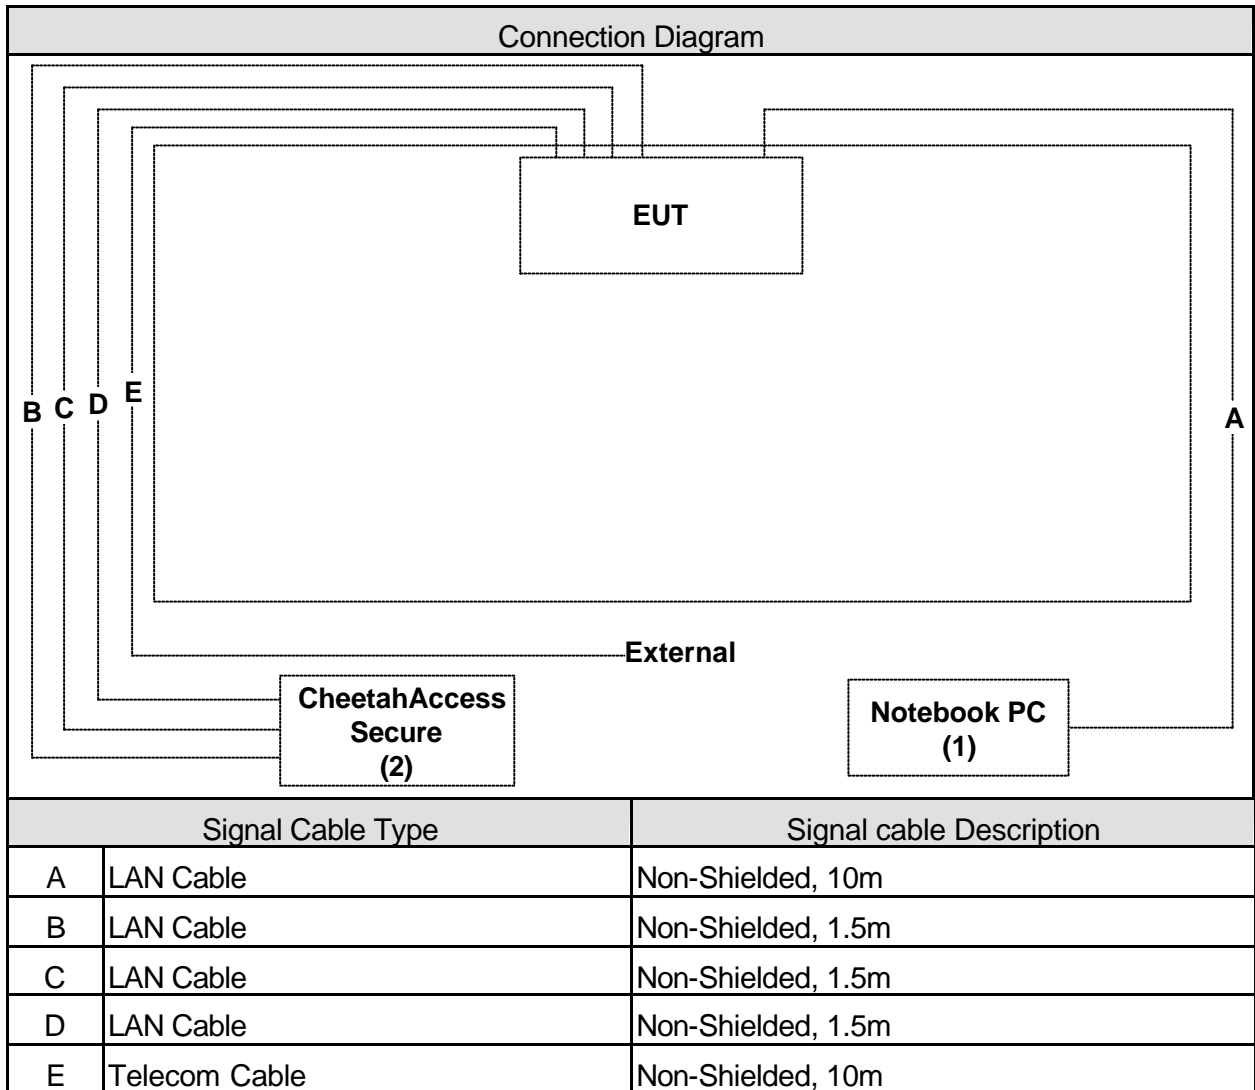 Connection Diagram
EUT
B C D E
A
External
CheetahAccess
Secure
(2)
Notebook PC
(1)
Signal Cable Type Signal cable Description
A LAN Cable Non-Shielded, 10m
B LAN Cable Non-Shielded, 1.5m
C LAN Cable Non-Shielded, 1.5m
D LAN Cable Non-Shielded, 1.5m
E Telecom Cable Non-Shielded, 10m